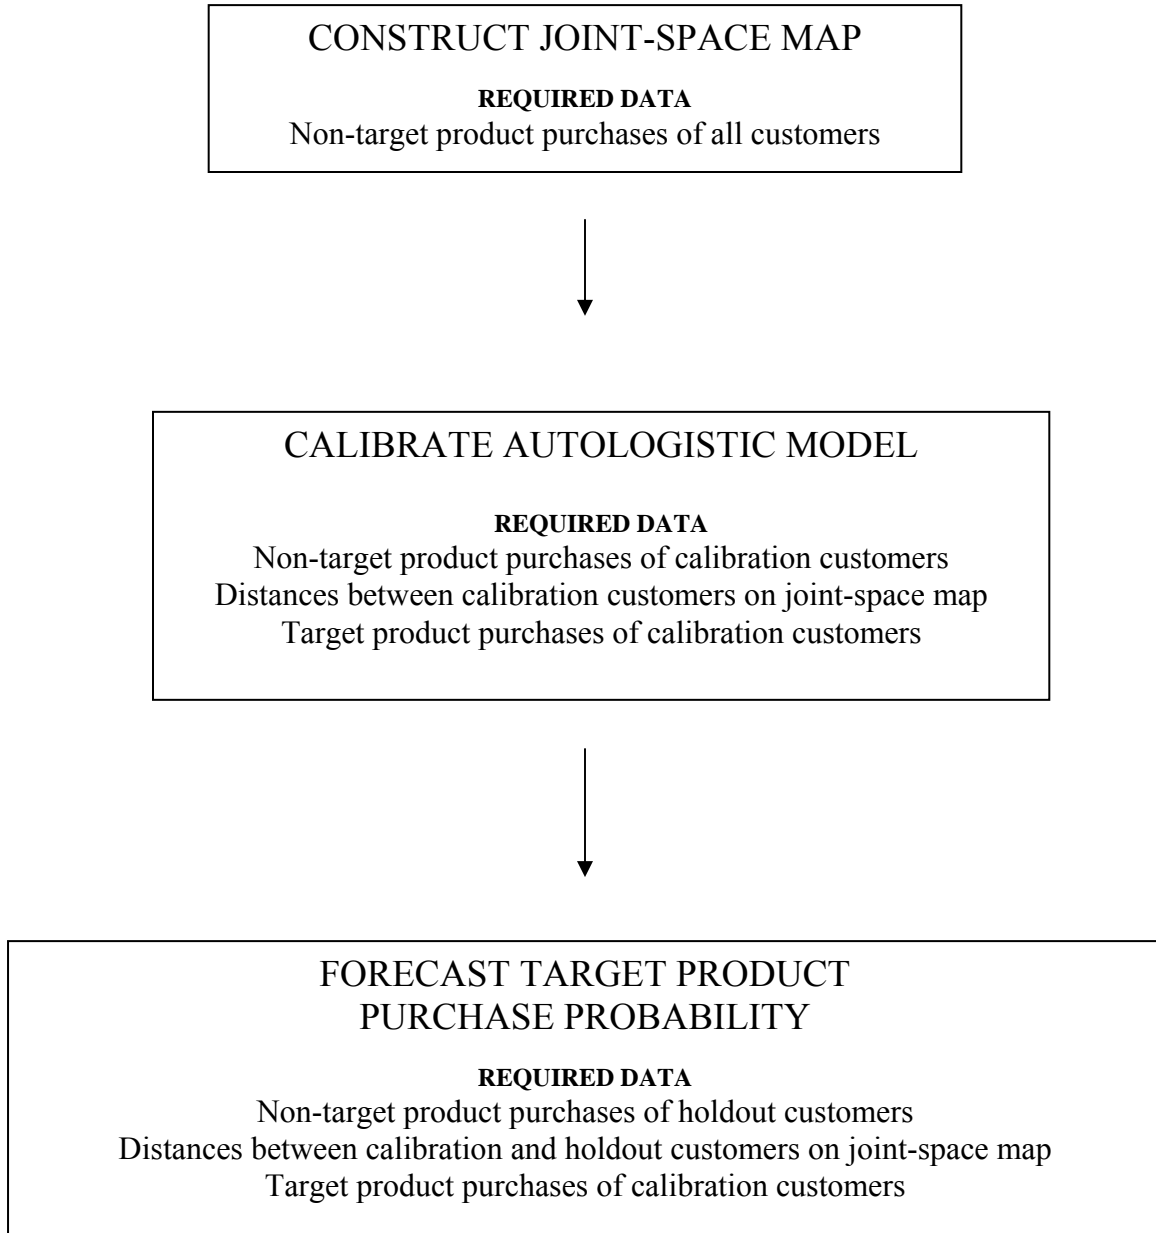 CONSTRUCT JOINT-SPACE MAP
REQUIRED DATA
Non-target product purchases of all customers
CALIBRATE AUTOLOGISTIC MODEL
REQUIRED DATA
Non-target product purchases of calibration customers
Distances between calibration customers on joint-space map
Target product purchases of calibration customers
FORECAST TARGET PRODUCT
PURCHASE PROBABILITY
REQUIRED DATA
Non-target product purchases of holdout customers
Distances between calibration and holdout customers on joint-space map
Target product purchases of calibration customers